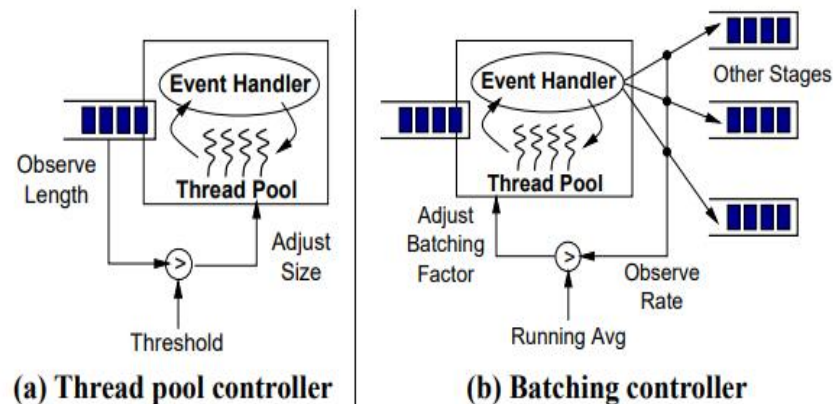 Event Handler
Thread Pool
Observe
Length
Adjust
Size
>
Threshold
(a) Thread pool controller
Event Handler
Thread Pool
Other Stages
Adjust
Batching
Factor
>
Observe
Rate
Running Avg
(b) Batching controller